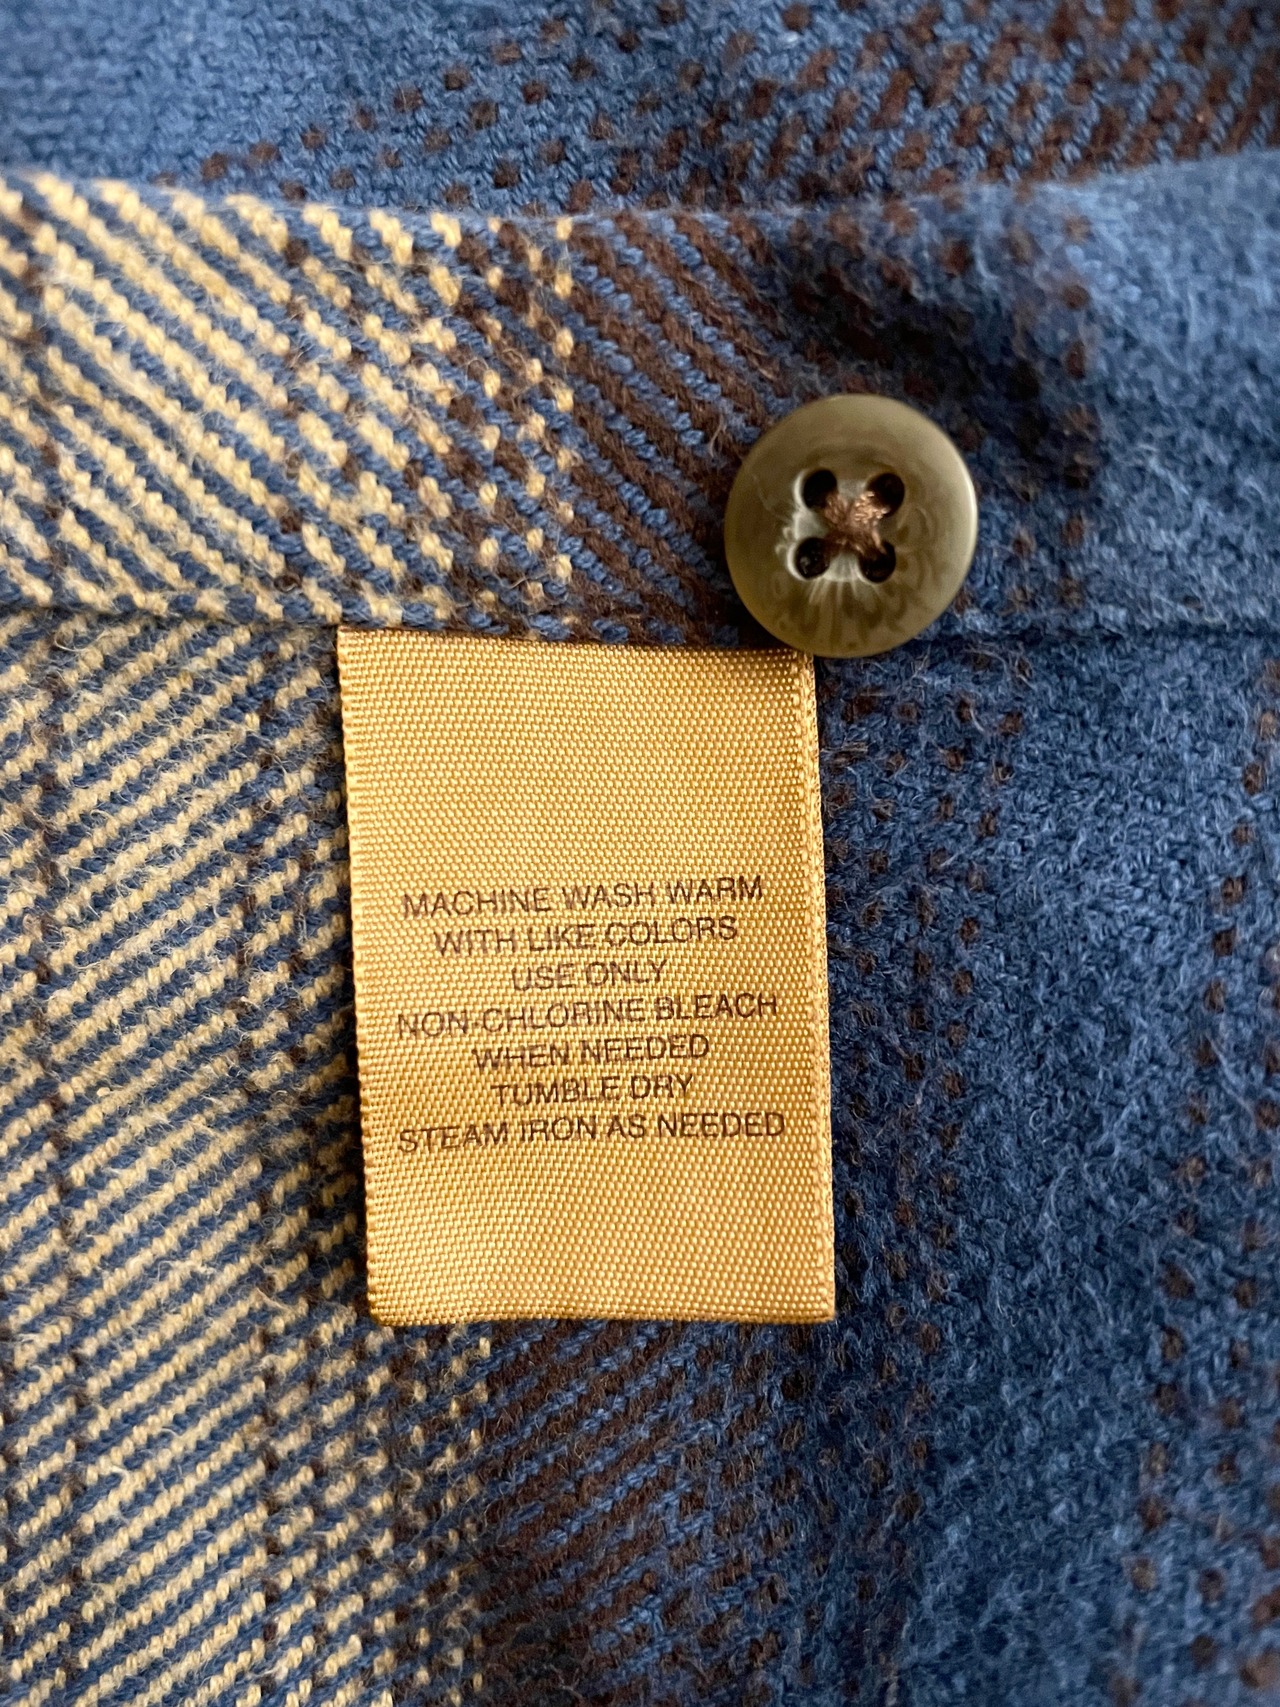 MACHINE WASH WARM
WITH LIKE COLORS
USE ONLY
NON-CHLORINE BLEACH
WHEN NEEDED
TUMBLE DRY
STEAM IRON AS NEEDED